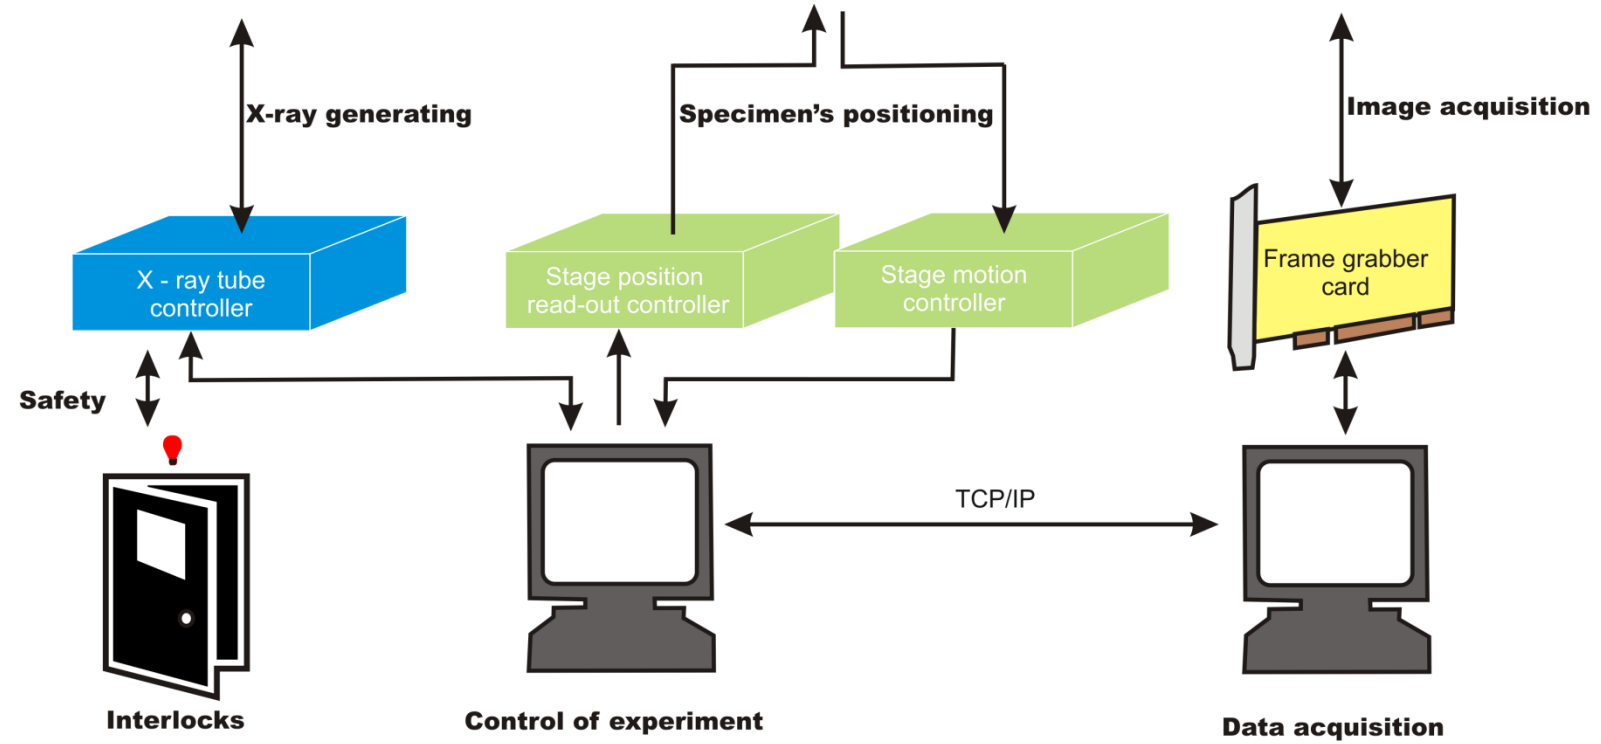 X-ray generating
Specimen's positioning
Image acquisition
X - ray tube
controller
Stage position
read-out controller
Stage motion
controller
Frame grabber
card
Safety
TCP/IP
Interlocks
Control of experiment
Data acquisition